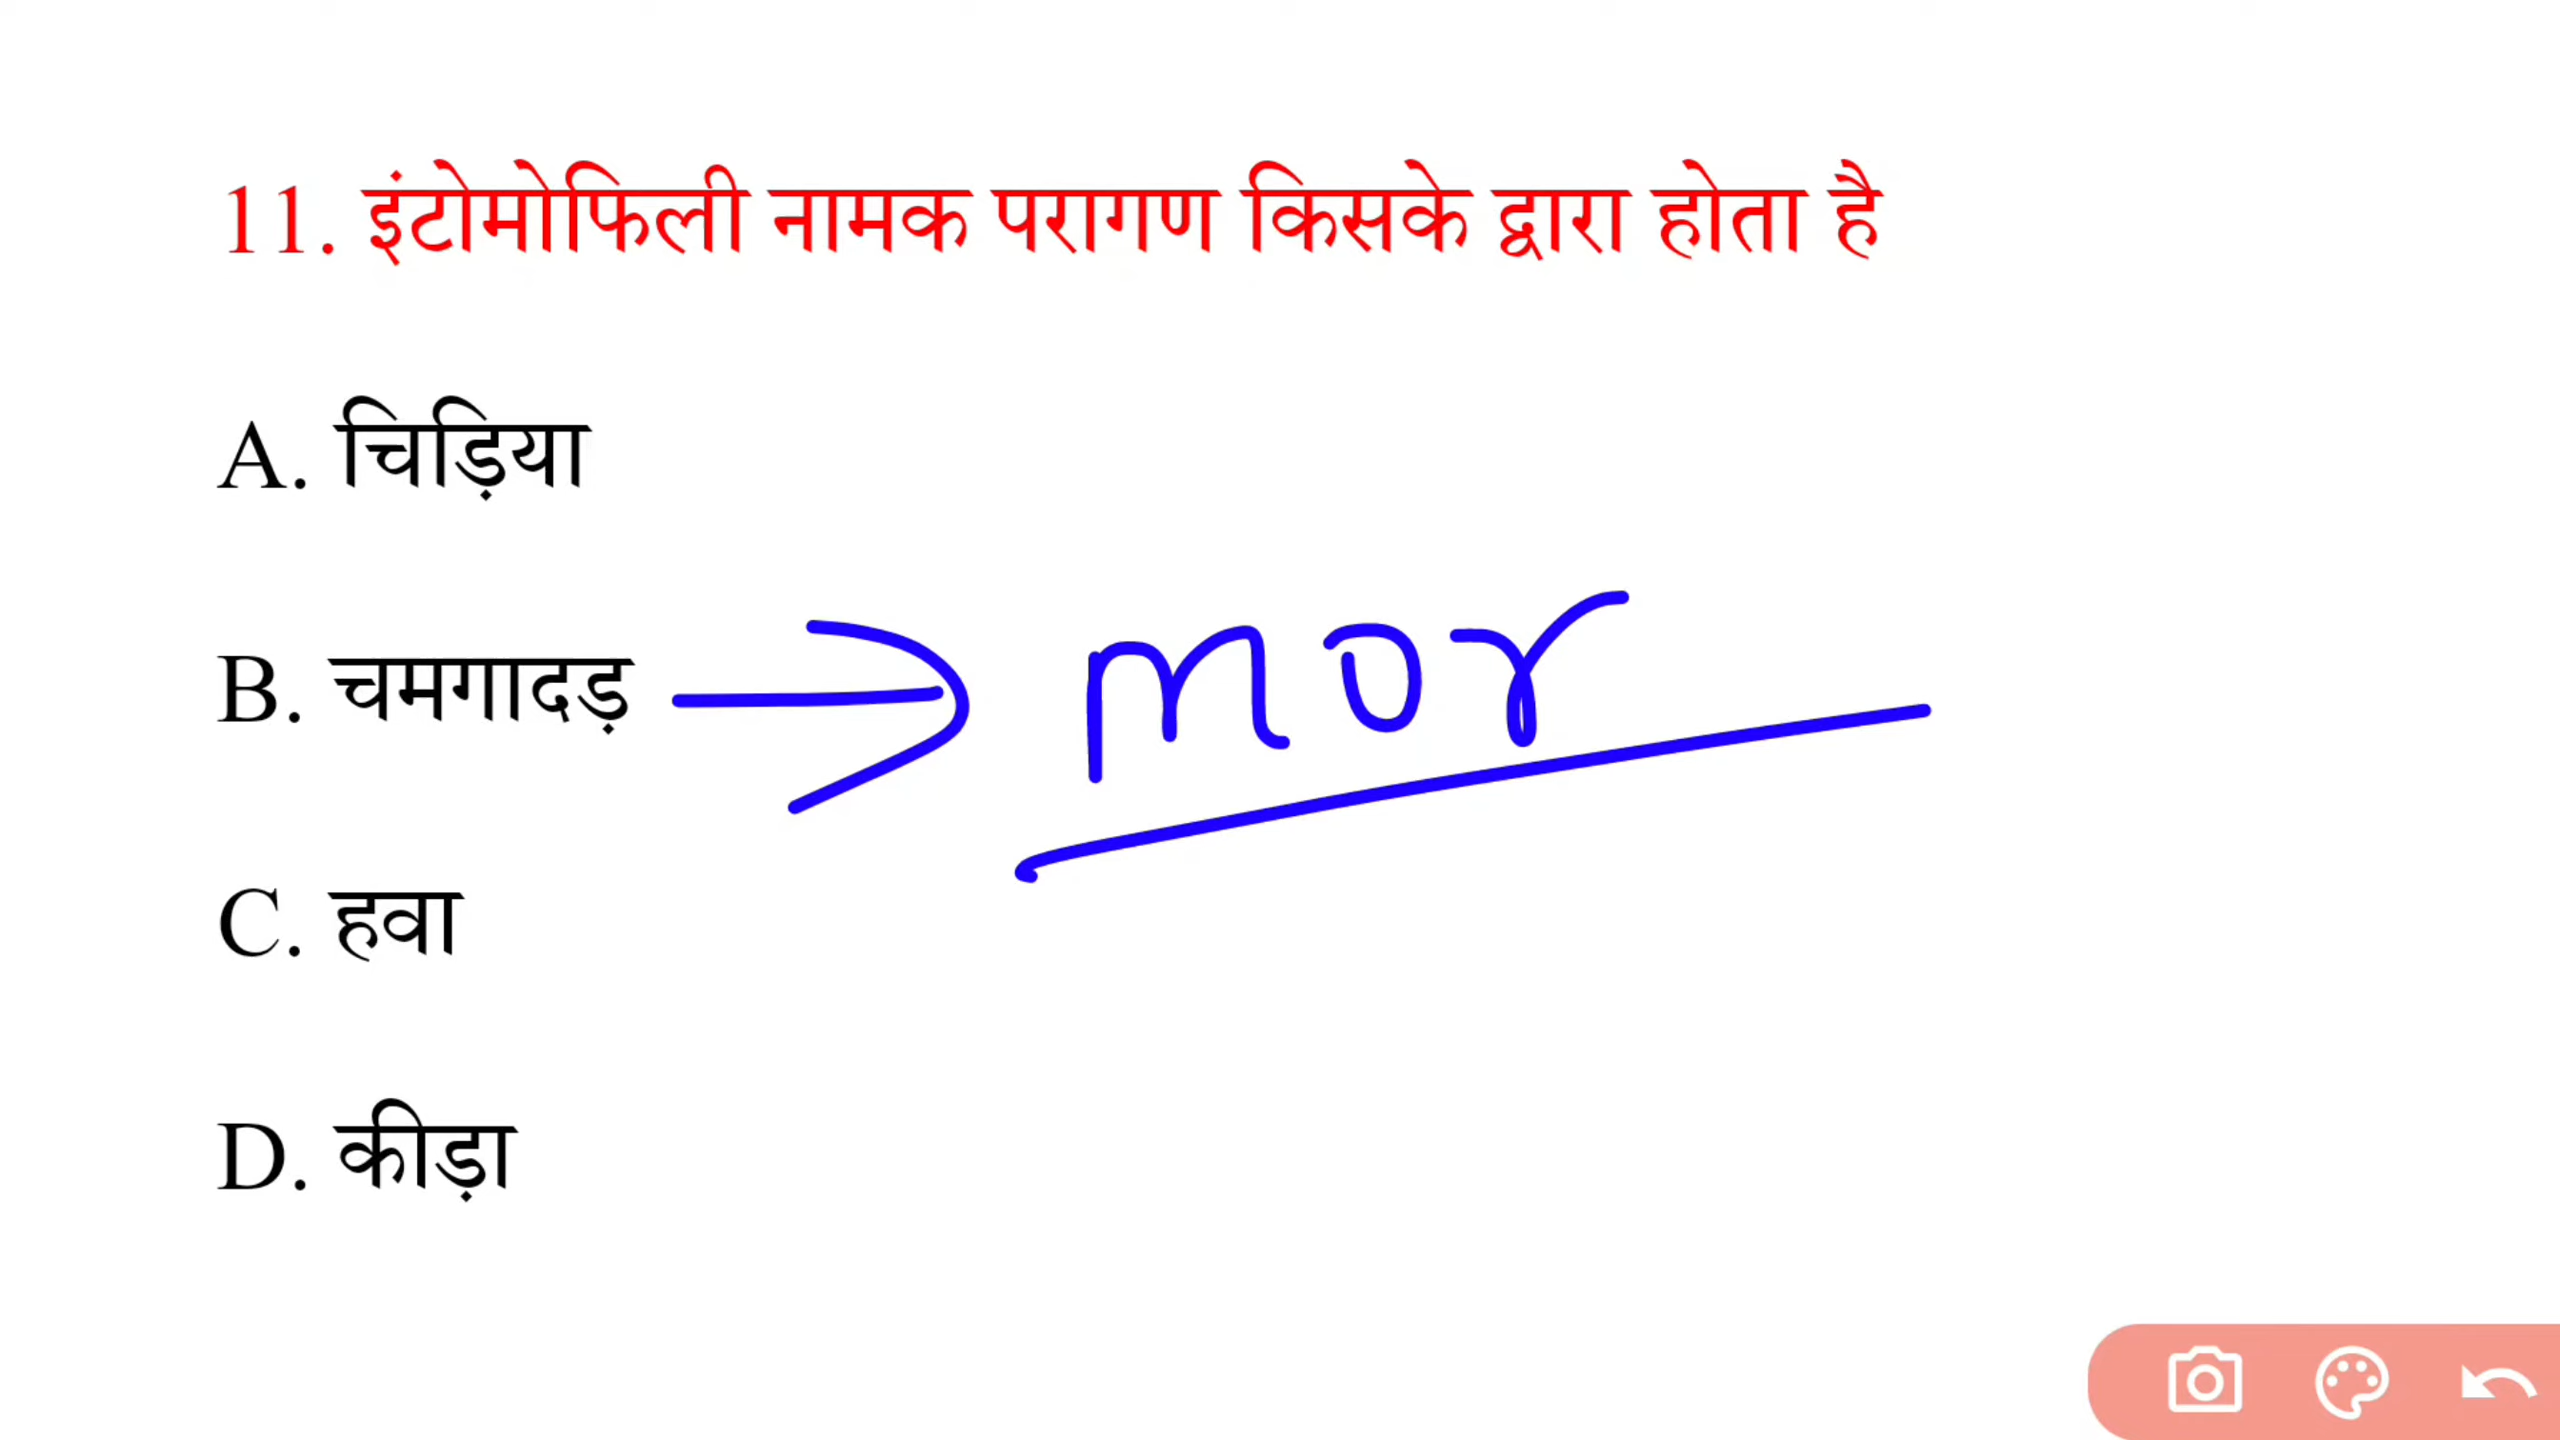 11. इंटोमोफिली नामक परागण किसके द्वारा होता है
A. चिड़िया
B. चमगादड़ → mor
C. हवा
D. कीड़ा